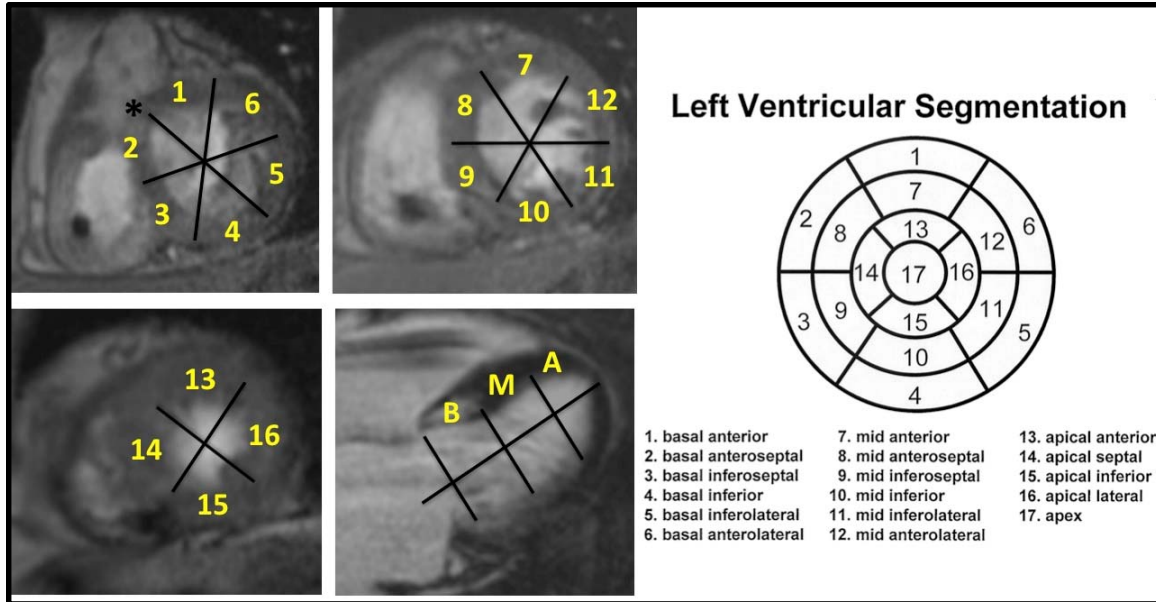 1
6
*
2
5
3
4
7
8
12
9
11
10
13
14
16
15
A
M
B
Left Ventricular Segmentation
1
7
2
6
8
13
12
14
17
16
9
15
11
3
5
10
4
1. basal anterior
2. basal anteroseptal
3. basal inferoseptal
4. basal inferior
5. basal inferolateral
6. basal anterolateral
7. mid anterior
8. mid anteroseptal
9. mid inferoseptal
10. mid inferior
11. mid inferolateral
12. mid anterolateral
13. apical anterior
14. apical septal
15. apical inferior
16. apical lateral
17. apex